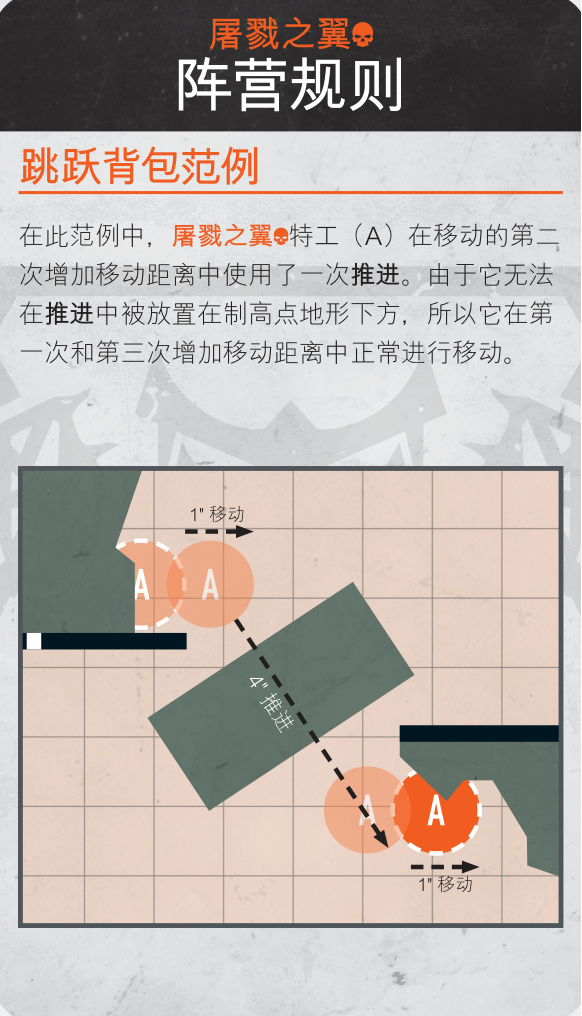 屠戮之翼
阵营规则
跳跃背包范例
在此范例中，屠戮之翼特工（A）在移动的第二
次增加移动距离中使用了一次推进。由于它无法
在推进中被放置在制高点地形下方，所以它在第
一次和第三次增加移动距离中正常进行移动。
1" 移动
A A
4" 推进
A A
1" 移动